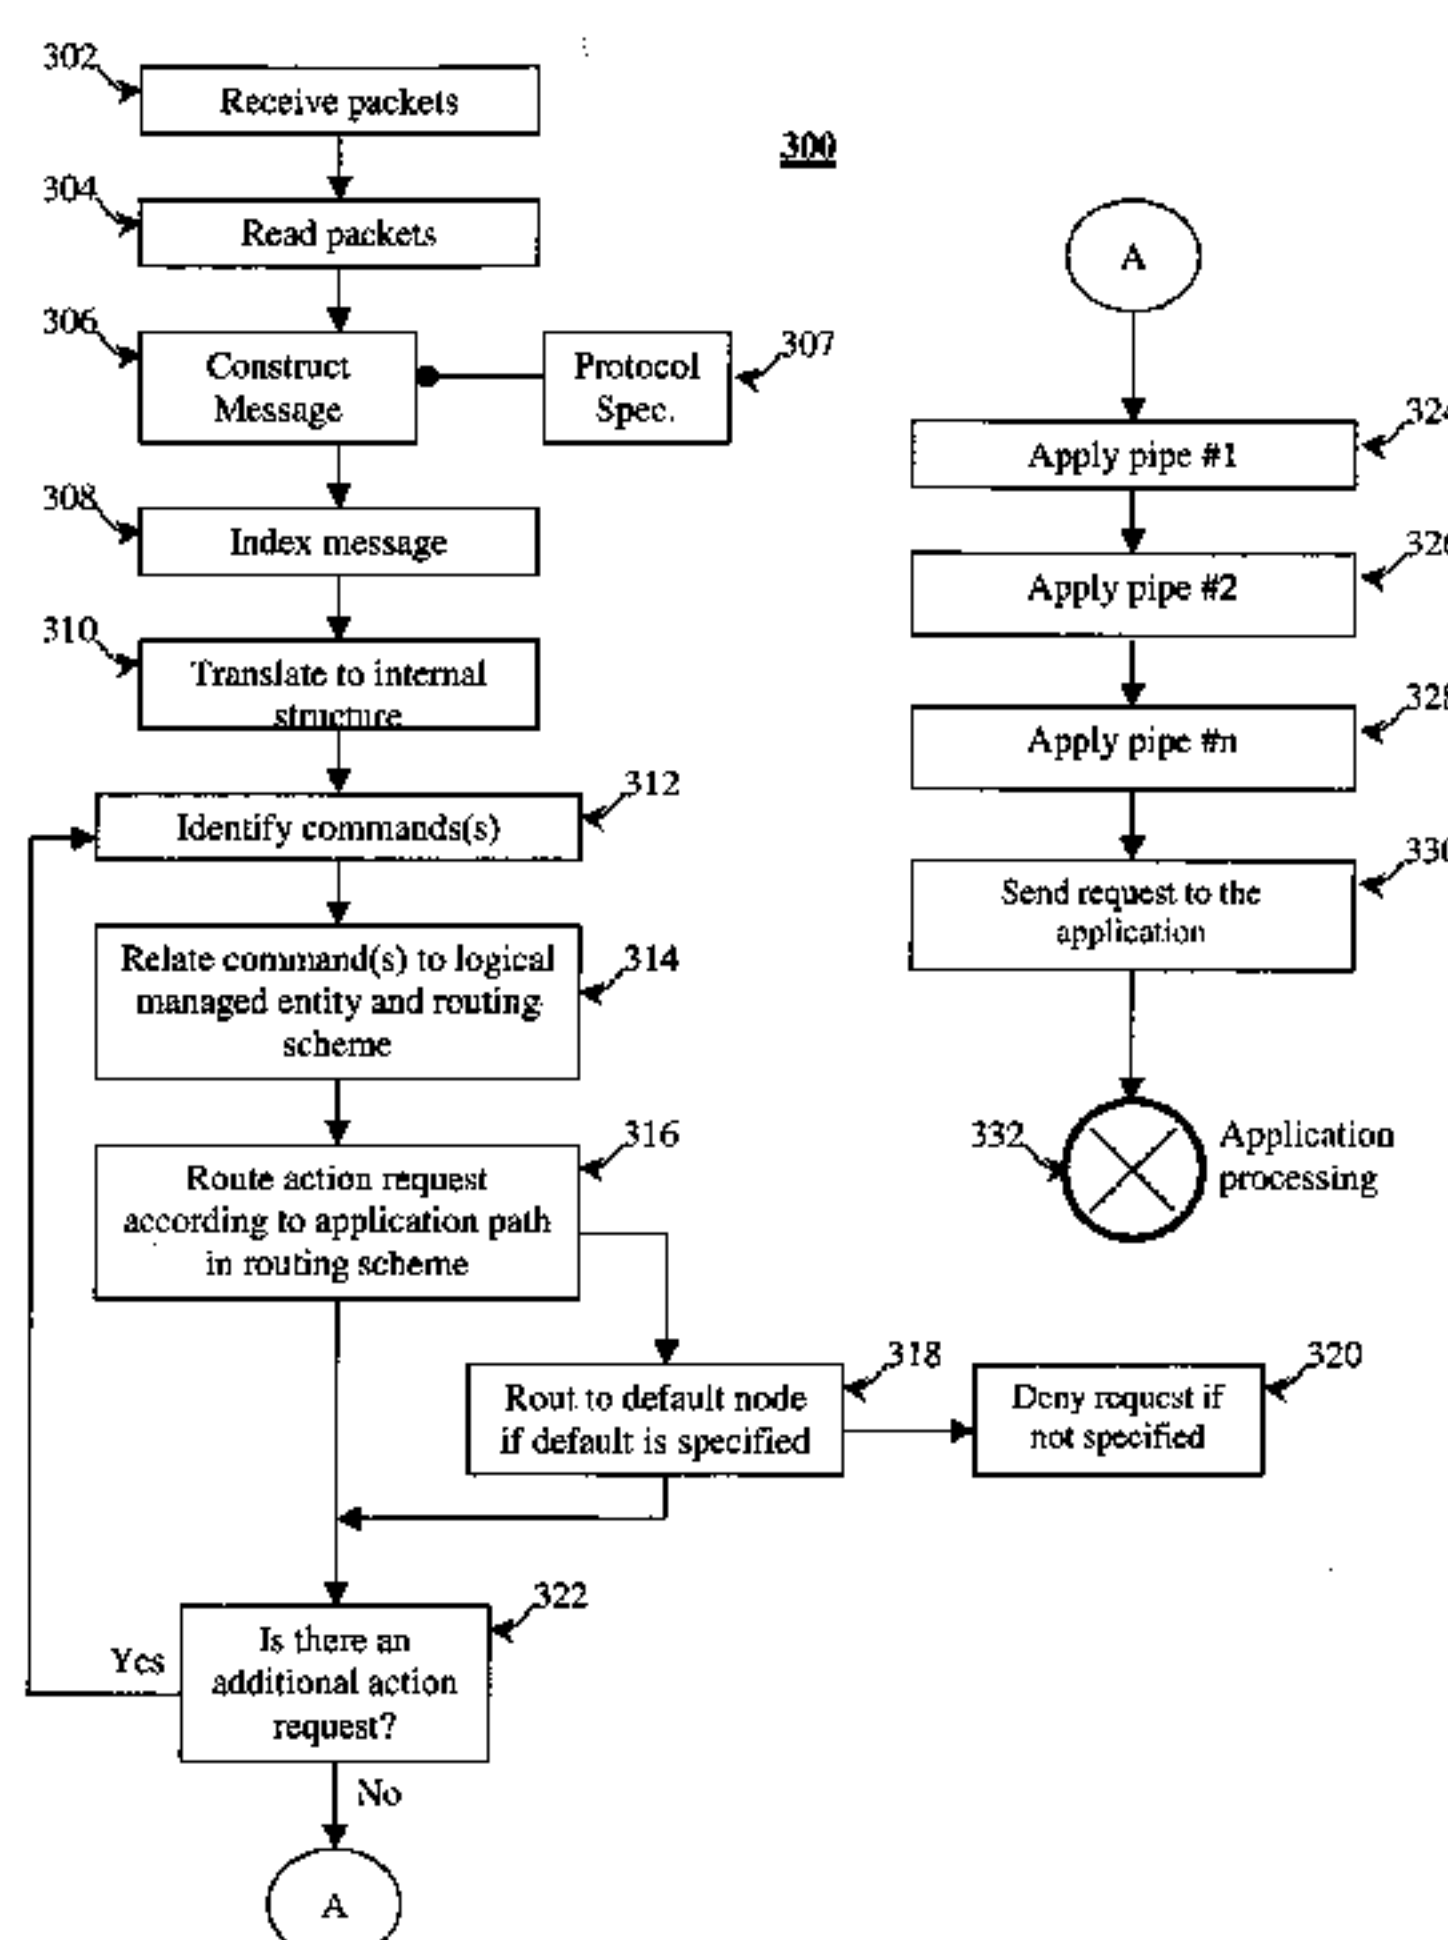 302
Receive packets
300
304
Read packets
A
306
Construct
Message
Protocol
Spec.
307
324
Apply pipe #1
308
Index message
326
Apply pipe #2
310
Translate to internal
structure
328
Apply pipe #n
312
Identify commands(s)
330
Send request to the
application
Relate command(s) to logical
managed entity and routing
scheme
314
332
Application
processing
316
Route action request
according to application path
in routing scheme
318
Rout to default node
if default is specified
320
Deny request if
not specified
322
Is there an
additional action
request?
Yes
No
A